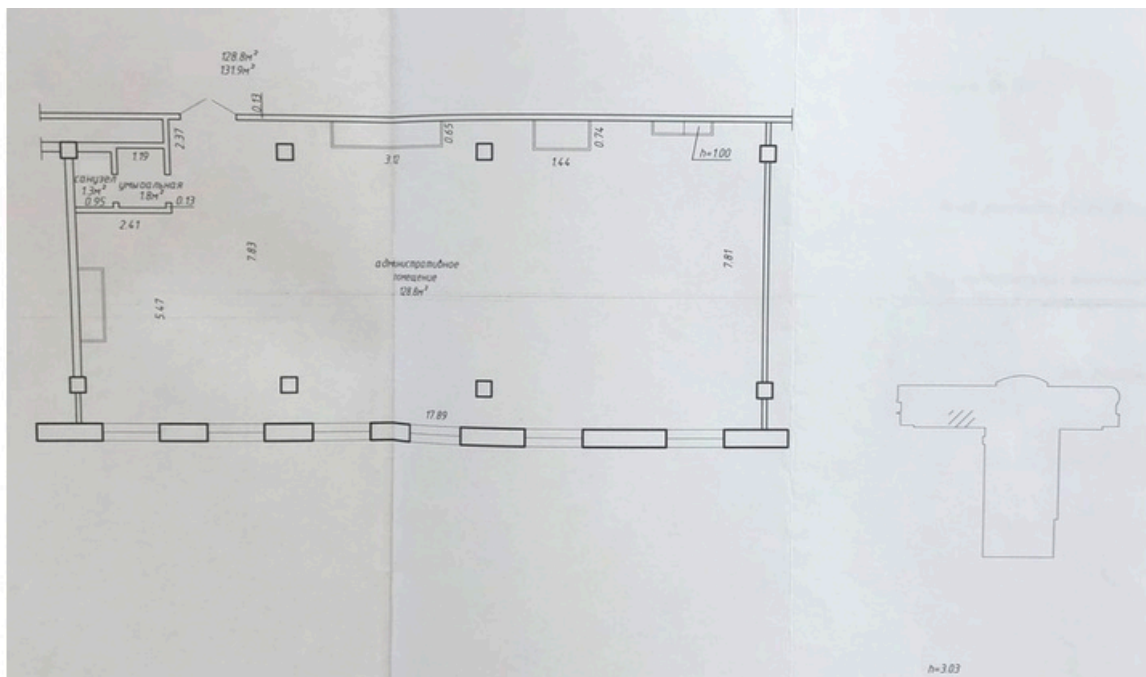 128.8м²
131.9м²
0.13
2.37
0.65
0.74
3.10
1.44
h=1.00
1.19
санузел
1.3м²
умывальная
1.8м²
0.95
0.13
2.41
7.83
7.81
административное
помещение
128.8м²
5.47
17.89
h=3.03